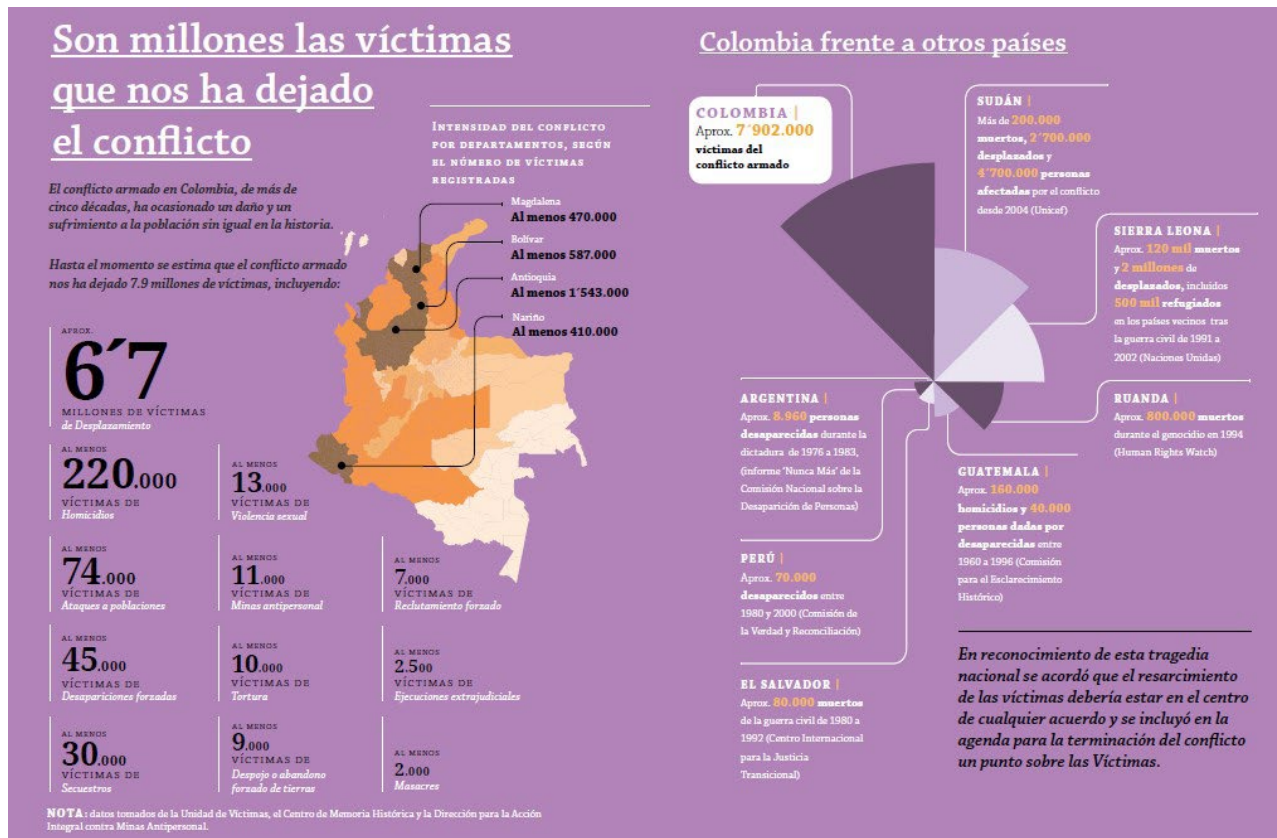 Son millones las víctimas
que nos ha dejado
el conflicto
El conflicto armado en Colombia, de más de
cinco décadas, ha ocasionado un daño y un
sufrimiento a la población sin igual en la historia.
Hasta el momento se estima que el conflicto armado
nos ha dejado 7.9 millones de víctimas, incluyendo:
APROX.
6´7
MILLONES DE VÍCTIMAS
de Desplazamiento
AL MENOS
220.000
VÍCTIMAS DE
Homicidios
AL MENOS
13.000
VÍCTIMAS DE
Violencia sexual
AL MENOS
74.000
VÍCTIMAS DE
Ataques a poblaciones
AL MENOS
11.000
VÍCTIMAS DE
Minas antipersonal
AL MENOS
7.000
VÍCTIMAS DE
Reclutamiento forzado
AL MENOS
45.000
VÍCTIMAS DE
Desapariciones forzadas
AL MENOS
10.000
VÍCTIMAS DE
Tortura
AL MENOS
2.500
VÍCTIMAS DE
Ejecuciones extrajudiciales
AL MENOS
30.000
VÍCTIMAS DE
Secuestros
AL MENOS
9.000
VÍCTIMAS DE
Despojo o abandono
forzado de tierras
AL MENOS
2.000
Masacres
NOTA: datos tomados de la Unidad de Víctimas, el Centro de Memoria Histórica y la Dirección para la Acción
Integral contra Minas Antipersonal.
INTENSIDAD DEL CONFLICTO
POR DEPARTAMENTOS, SEGÚN
EL NÚMERO DE VÍCTIMAS
REGISTRADAS
Magdalena
Al menos 470.000
Bolívar
Al menos 587.000
Antioquia
Al menos 1´543.000
Nariño
Al menos 410.000
Colombia frente a otros países
COLOMBIA |
Aprox. 7´902.000
víctimas del
conflicto armado
SUDÁN |
Más de 200.000
muertos, 2´700.000
desplazados y
4´700.000 personas
afectadas por el conflicto
desde 2004 (Unicef)
SIERRA LEONA |
Aprox. 120 mil muertos
y 2 millones de
desplazados, incluidos
500 mil refugiados
en los países vecinos tras
la guerra civil de 1991 a
2002 (Naciones Unidas)
RUANDA |
Aprox. 800.000 muertos
durante el genocidio en 1994
(Human Rights Watch)
GUATEMALA |
Aprox. 160.000
homicidios y 40.000
personas dadas por
desaparecidas entre
1960 a 1996 (Comisión
para el Esclarecimiento
Histórico)
ARGENTINA |
Aprox. 8.960 personas
desaparecidas durante la
dictadura de 1976 a 1983,
(informe 'Nunca Más' de la
Comisión Nacional sobre la
Desaparición de Personas)
PERÚ |
Aprox. 70.000
desaparecidos entre
1980 y 2000 (Comisión de
la Verdad y Reconciliación)
EL SALVADOR |
Aprox. 80.000 muertos
de la guerra civil de 1980 a
1992 (Centro Internacional
para la Justicia
Transicional)
En reconocimiento de esta tragedia
nacional se acordó que el resarcimiento
de las víctimas debería estar en el centro
de cualquier acuerdo y se incluyó en la
agenda para la terminación del conflicto
un punto sobre las Víctimas.